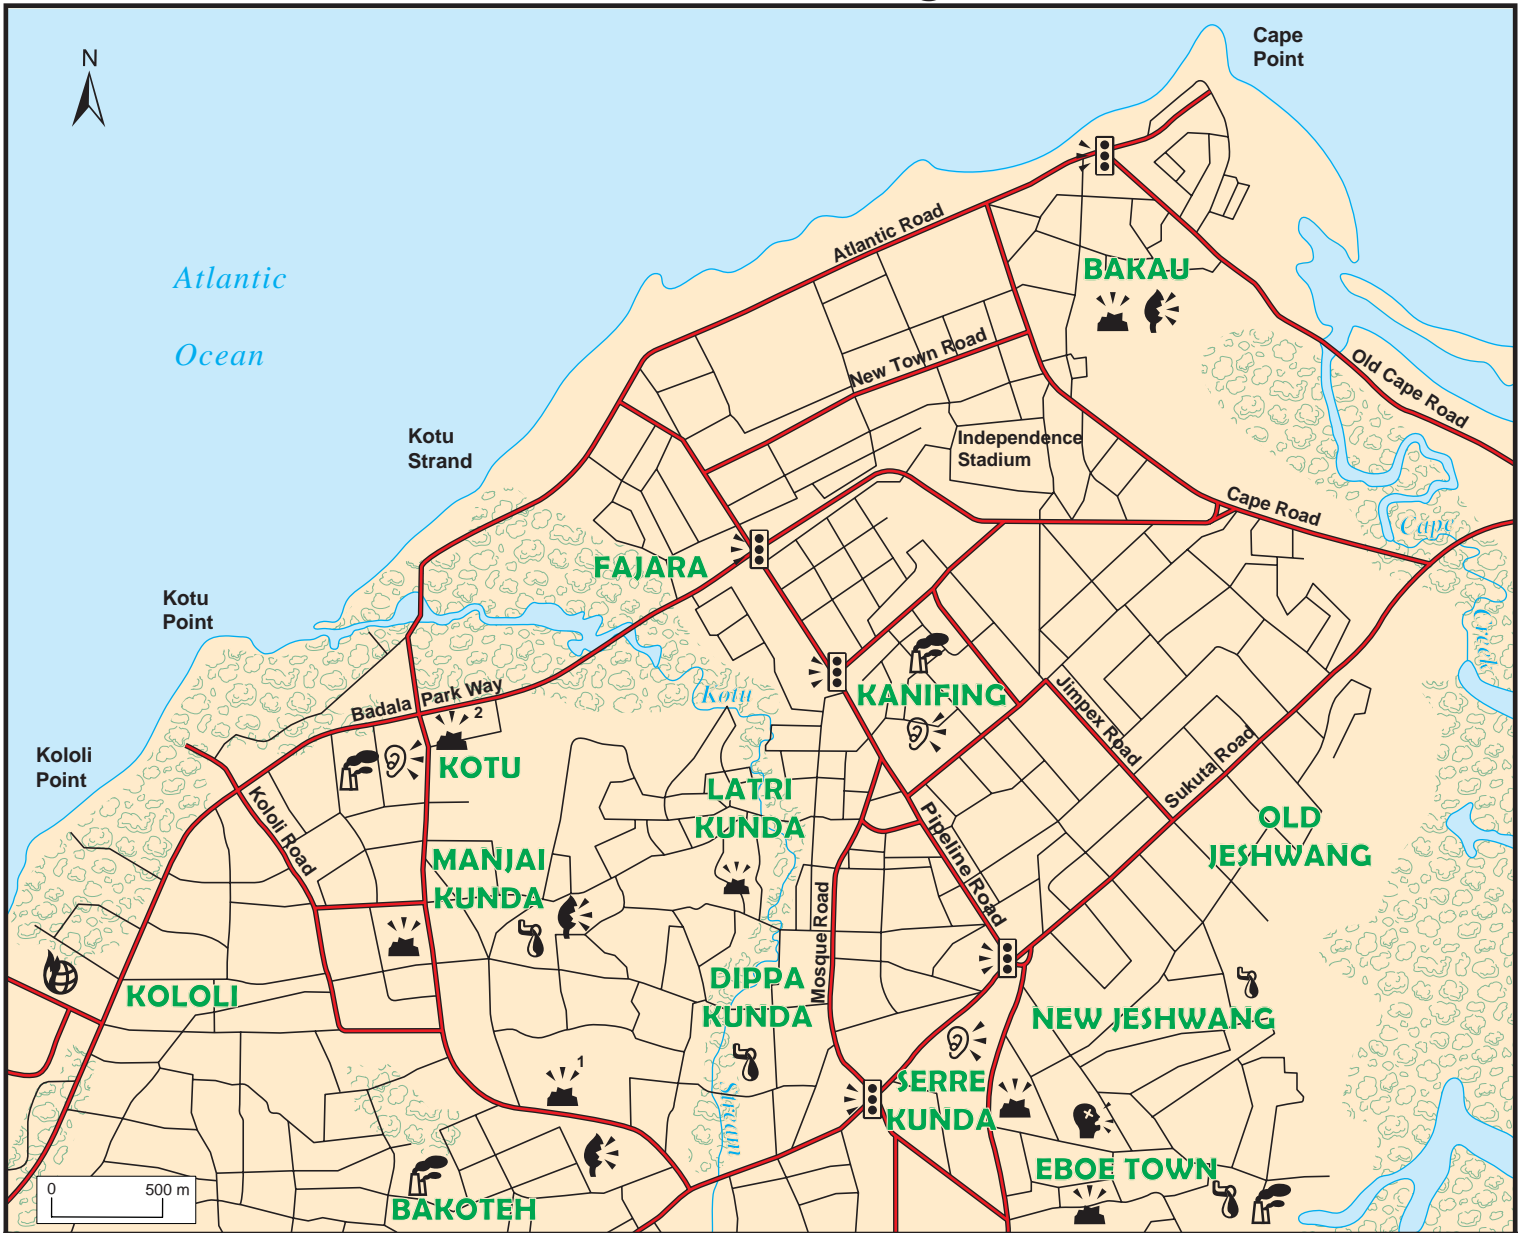 N
Cape
Point
Atlantic
Ocean
Atlantic Road
BAKAU
New Town Road
Old Cape Road
Kotu
Strand
Independence
Stadium
Cape Road
Cape
Creek
FAJARA
Kotu
Point
Kotu
Stream
Badala Park Way
2
KANIFING
Jimpex Road
Sukuta Road
Kololi
Point
KOTU
Kololi Road
LATRI
KUNDA
Pipeline Road
OLD
JESHWANG
MANJAI
KUNDA
Mosque Road
KOLOLI
DIPPA
KUNDA
NEW JESHWANG
1
SERRE
KUNDA
EBOE TOWN
BAKOTEH
0 500 m